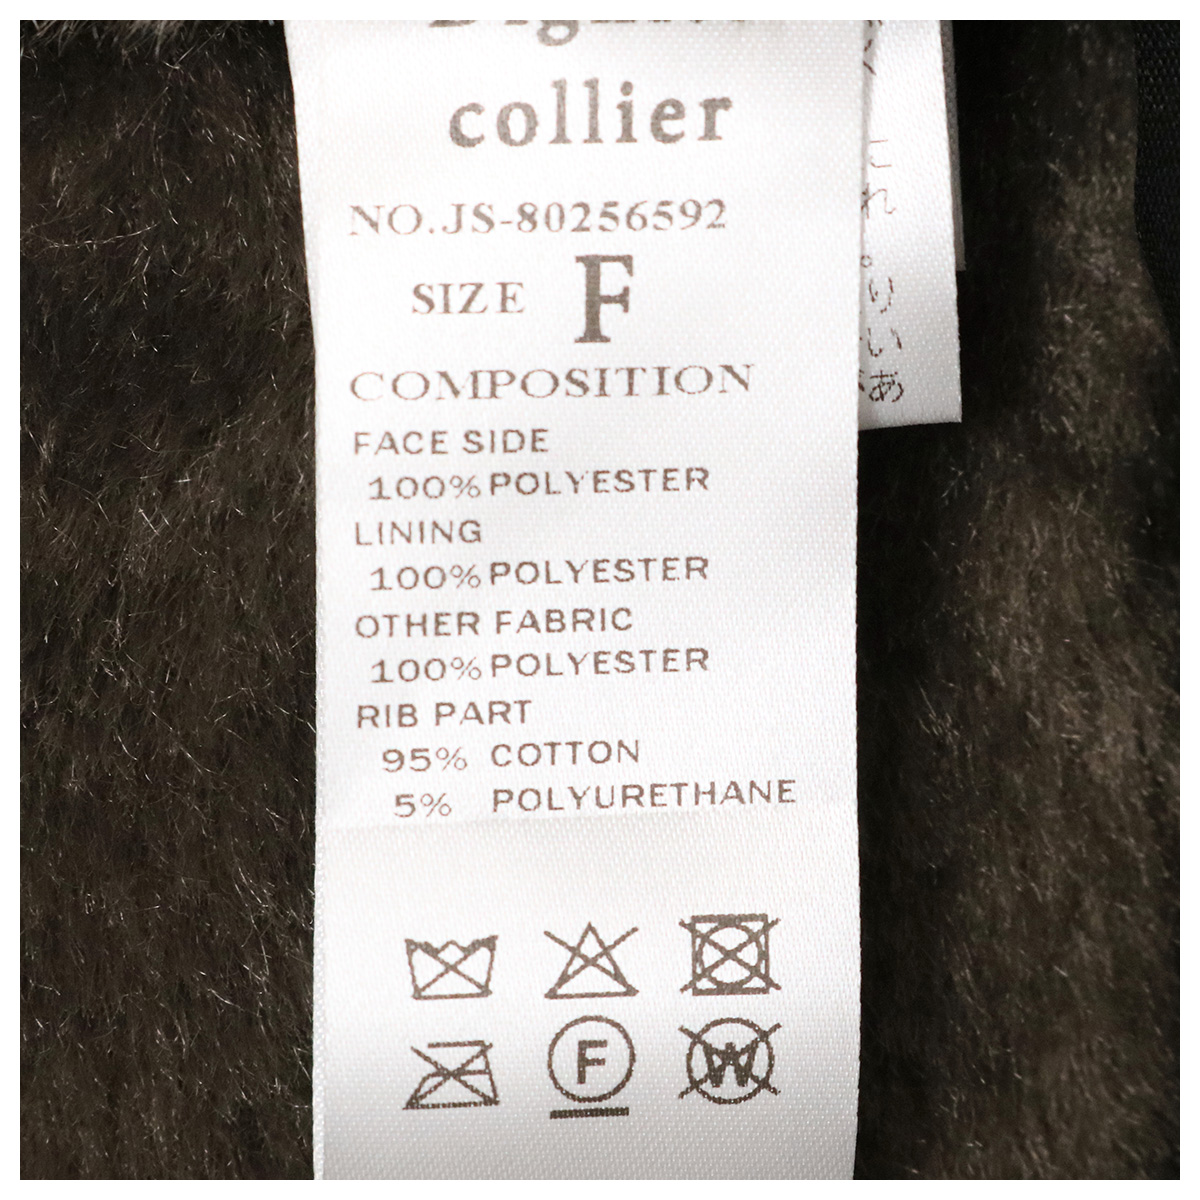 collier
NO.JS-80256592
SIZE F
COMPOSITION
FACE SIDE
100% POLYESTER
LINING
100% POLYESTER
OTHER FABRIC
100% POLYESTER
RIB PART
95% COTTON
5% POLYURETHANE
F
W